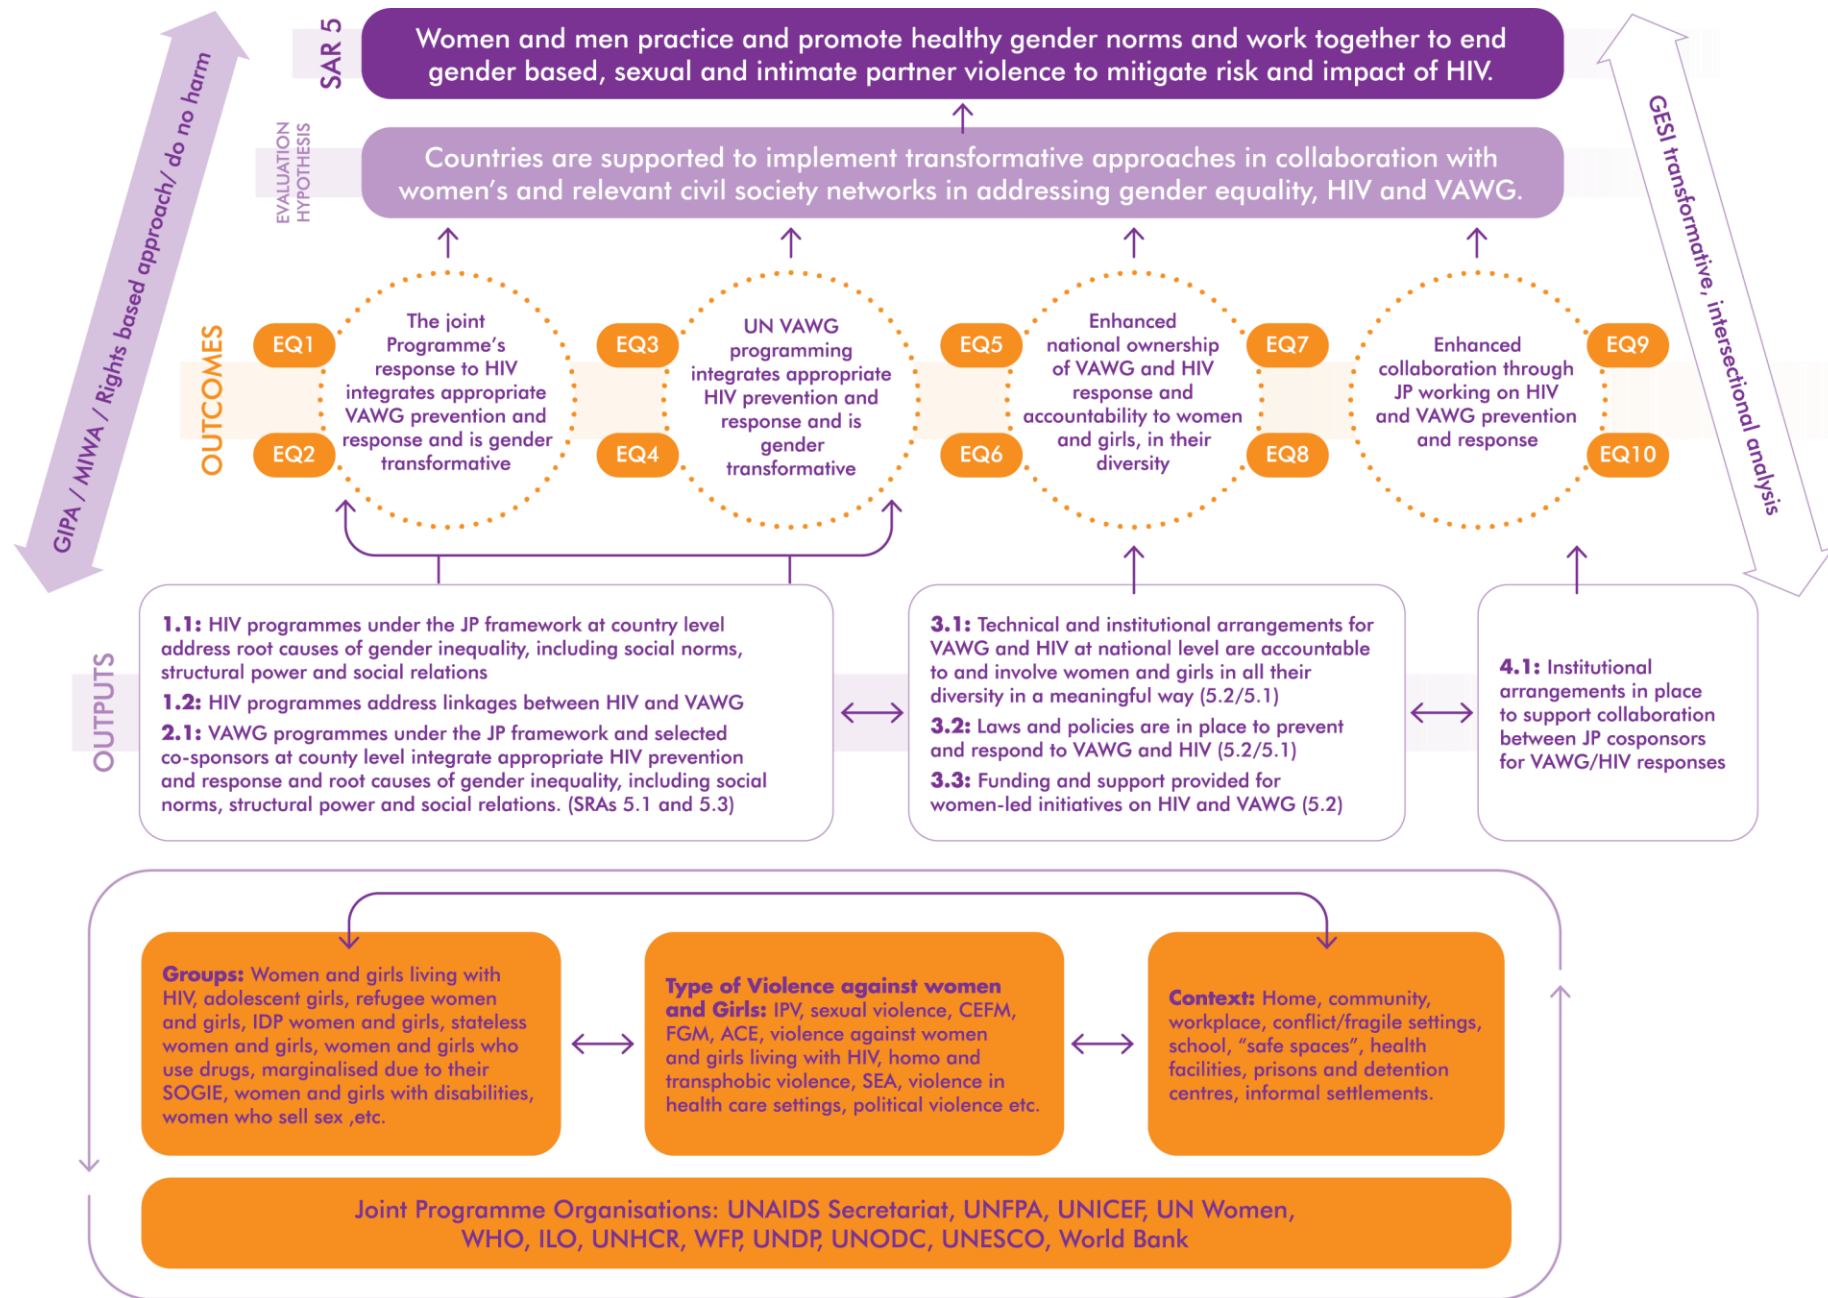 SAR 5
Women and men practice and promote healthy gender norms and work together to end
gender based, sexual and intimate partner violence to mitigate risk and impact of HIV.
EVALUATION
HYPOTHESIS
Countries are supported to implement transformative approaches in collaboration with
women's and relevant civil society networks in addressing gender equality, HIV and VAWG.
GIPA / MIWA / Rights based approach/ do no harm
GESI transformative, intersectional analysis
OUTCOMES
EQ1
EQ2
The joint
Programme's
response to HIV
integrates appropriate
VAWG prevention and
response and is gender
transformative
EQ3
EQ4
UN VAWG
programming
integrates appropriate
HIV prevention and
response and is
gender
transformative
EQ5
EQ6
Enhanced
national ownership
of VAWG and HIV
response and
accountability to women
and girls, in their
diversity
EQ7
EQ8
Enhanced
collaboration through
JP working on HIV
and VAWG prevention
and response
EQ9
EQ10
OUTPUTS
1.1: HIV programmes under the JP framework at country level
address root causes of gender inequality, including social norms,
structural power and social relations
1.2: HIV programmes address linkages between HIV and VAWG
2.1: VAWG programmes under the JP framework and selected
co-sponsors at county level integrate appropriate HIV prevention
and response and root causes of gender inequality, including social
norms, structural power and social relations. (SRAs 5.1 and 5.3)
3.1: Technical and institutional arrangements for
VAWG and HIV at national level are accountable
to and involve women and girls in all their
diversity in a meaningful way (5.2/5.1)
3.2: Laws and policies are in place to prevent
and respond to VAWG and HIV (5.2/5.1)
3.3: Funding and support provided for
women-led initiatives on HIV and VAWG (5.2)
4.1: Institutional
arrangements in place
to support collaboration
between JP cosponsors
for VAWG/HIV responses
Groups: Women and girls living with
HIV, adolescent girls, refugee women
and girls, IDP women and girls, stateless
women and girls, women and girls who
use drugs, marginalised due to their
SOGIE, women and girls with disabilities,
women who sell sex ,etc.
Type of Violence against women
and Girls: IPV, sexual violence, CEFM,
FGM, ACE, violence against women
and girls living with HIV, homo and
transphobic violence, SEA, violence in
health care settings, political violence etc.
Context: Home, community,
workplace, conflict/fragile settings,
school, "safe spaces", health
facilities, prisons and detention
centres, informal settlements.
Joint Programme Organisations: UNAIDS Secretariat, UNFPA, UNICEF, UN Women,
WHO, ILO, UNHCR, WFP, UNDP, UNODC, UNESCO, World Bank